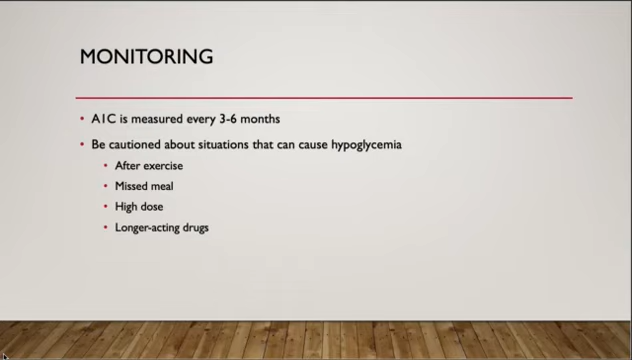 MONITORING
• A1C is measured every 3-6 months
• Be cautioned about situations that can cause hypoglycemia
• After exercise
• Missed meal
• High dose
• Longer-acting drugs